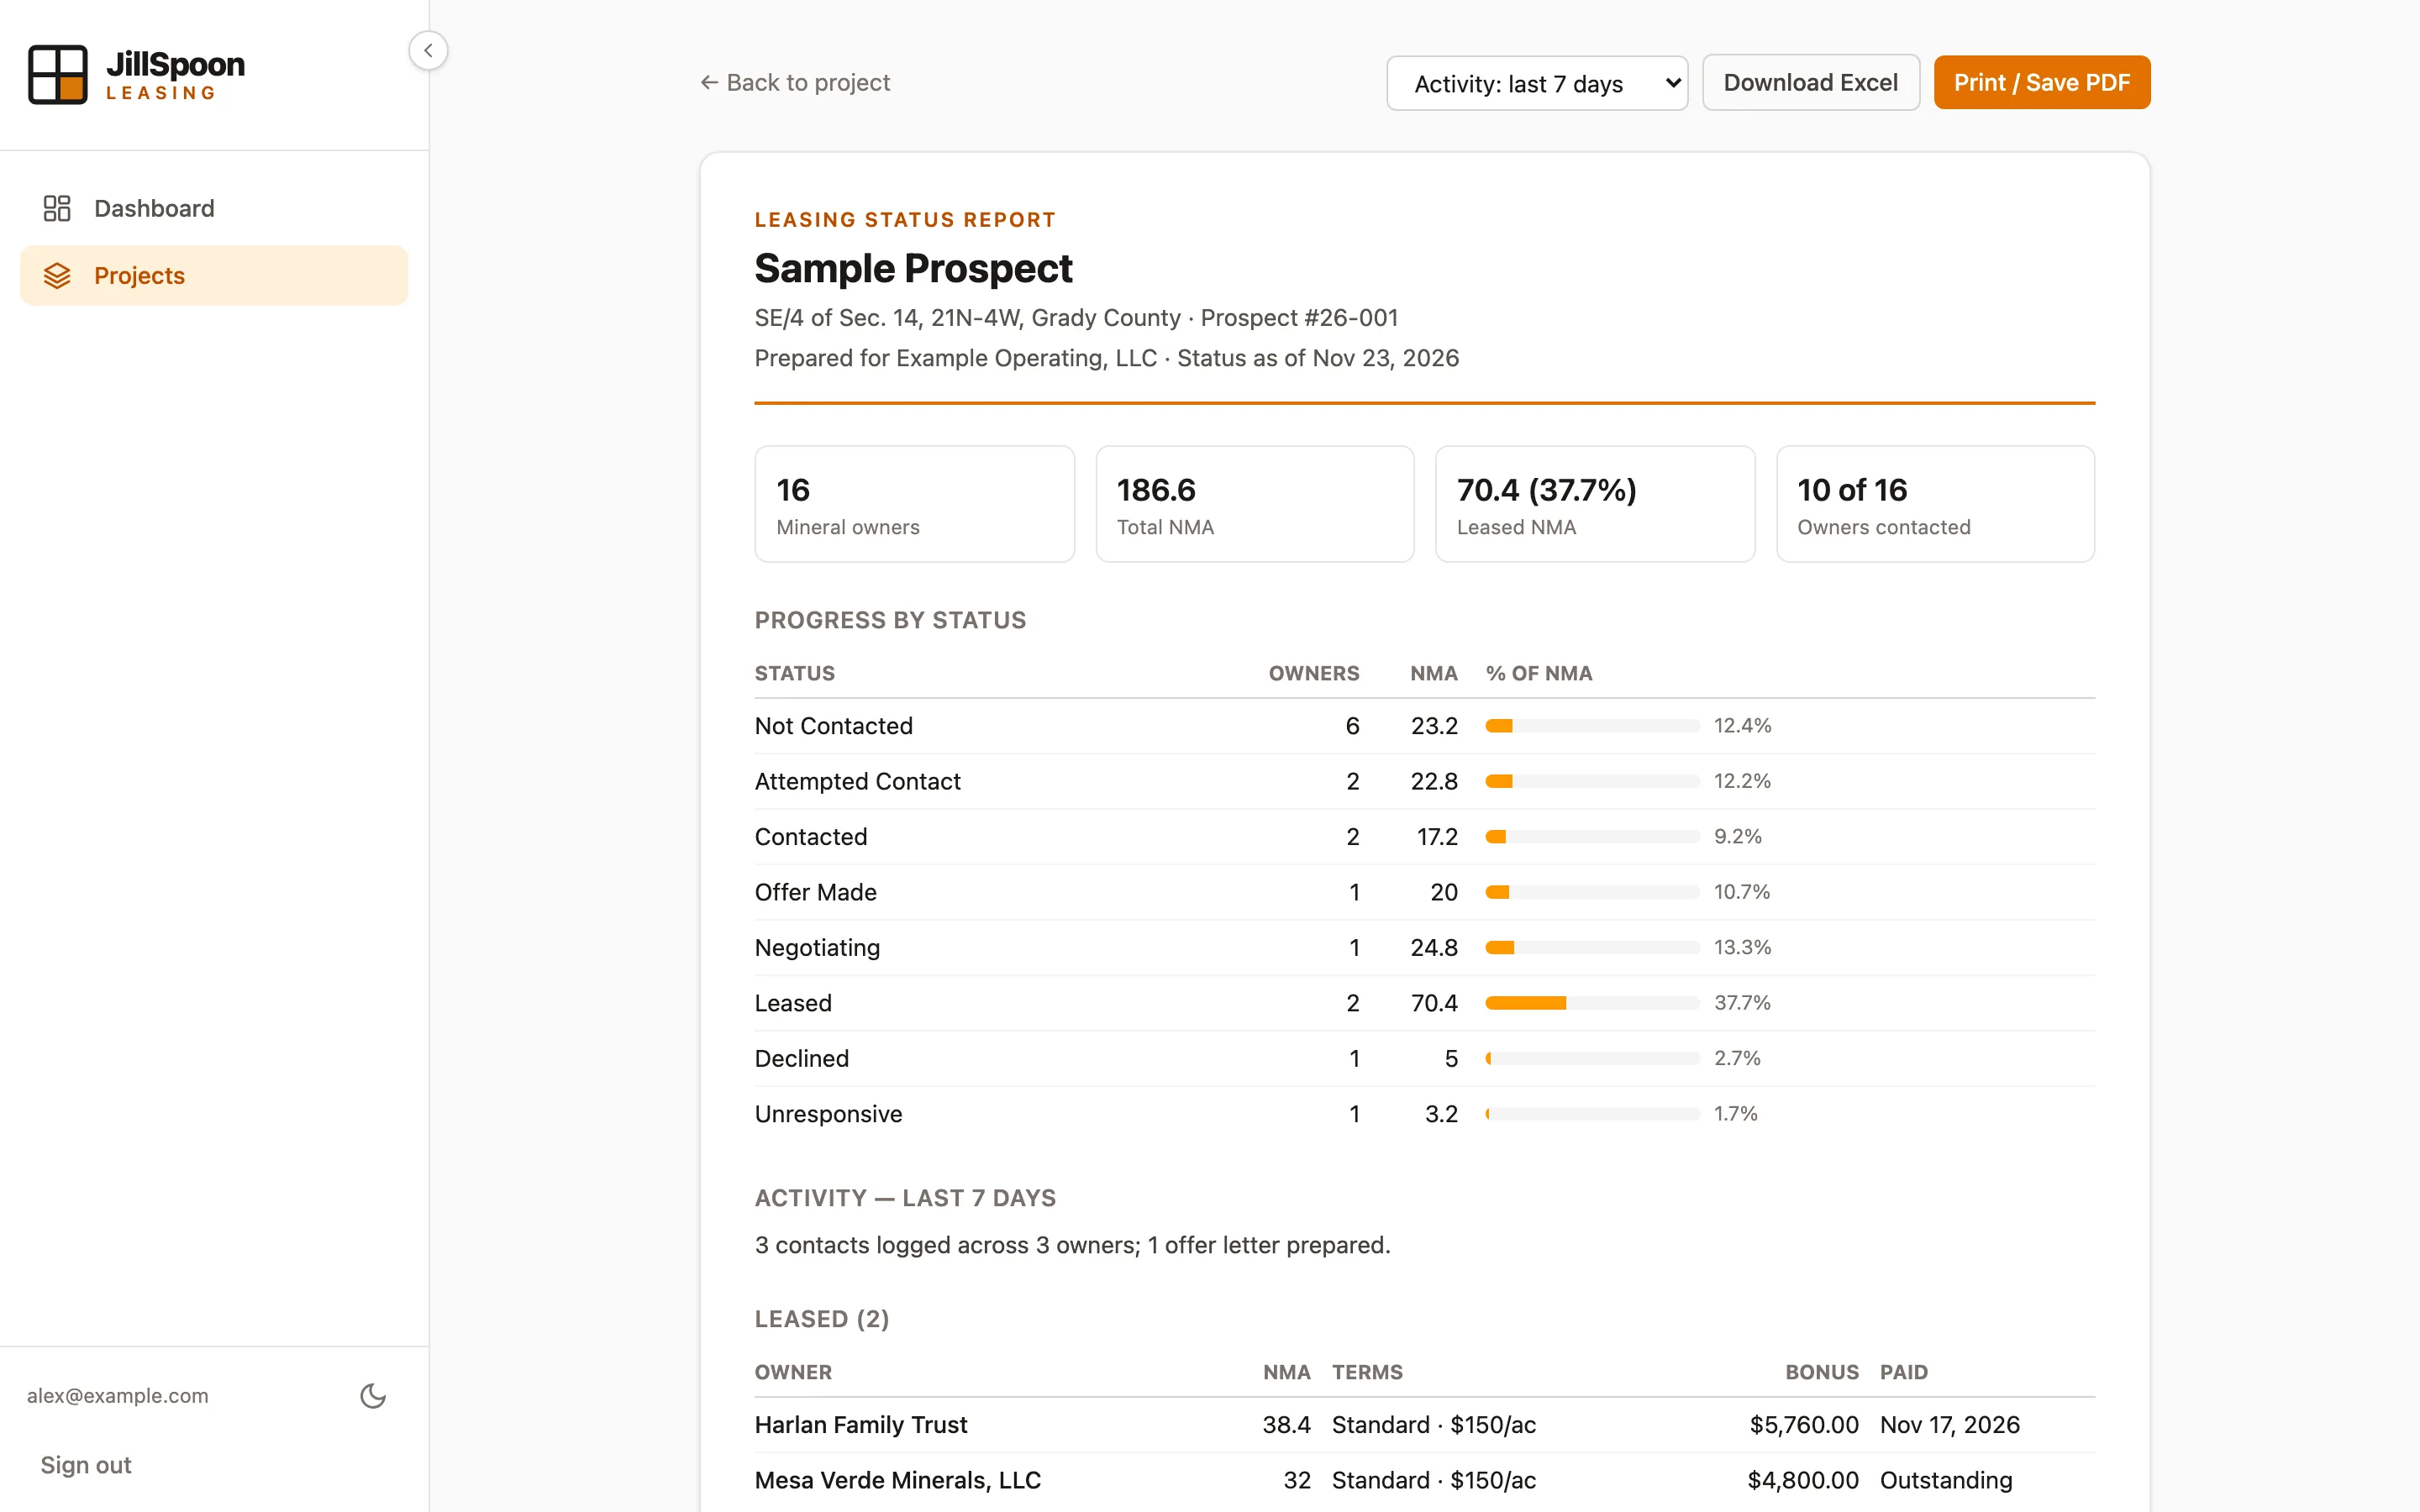 JillSpoon
LEASING
Dashboard
Projects
alex@example.com
Sign out
← Back to project
Activity: last 7 days
Download Excel
Print / Save PDF
LEASING STATUS REPORT
Sample Prospect
SE/4 of Sec. 14, 21N-4W, Grady County · Prospect #26-001
Prepared for Example Operating, LLC · Status as of Nov 23, 2026
16
Mineral owners
186.6
Total NMA
70.4 (37.7%)
Leased NMA
10 of 16
Owners contacted
PROGRESS BY STATUS
STATUS OWNERS NMA % OF NMA
Not Contacted 6 23.2 12.4%
Attempted Contact 2 22.8 12.2%
Contacted 2 17.2 9.2%
Offer Made 1 20 10.7%
Negotiating 1 24.8 13.3%
Leased 2 70.4 37.7%
Declined 1 5 2.7%
Unresponsive 1 3.2 1.7%
ACTIVITY — LAST 7 DAYS
3 contacts logged across 3 owners; 1 offer letter prepared.
LEASED (2)
OWNER NMA TERMS BONUS PAID
Harlan Family Trust 38.4 Standard · $150/ac $5,760.00 Nov 17, 2026
Mesa Verde Minerals, LLC 32 Standard · $150/ac $4,800.00 Outstanding